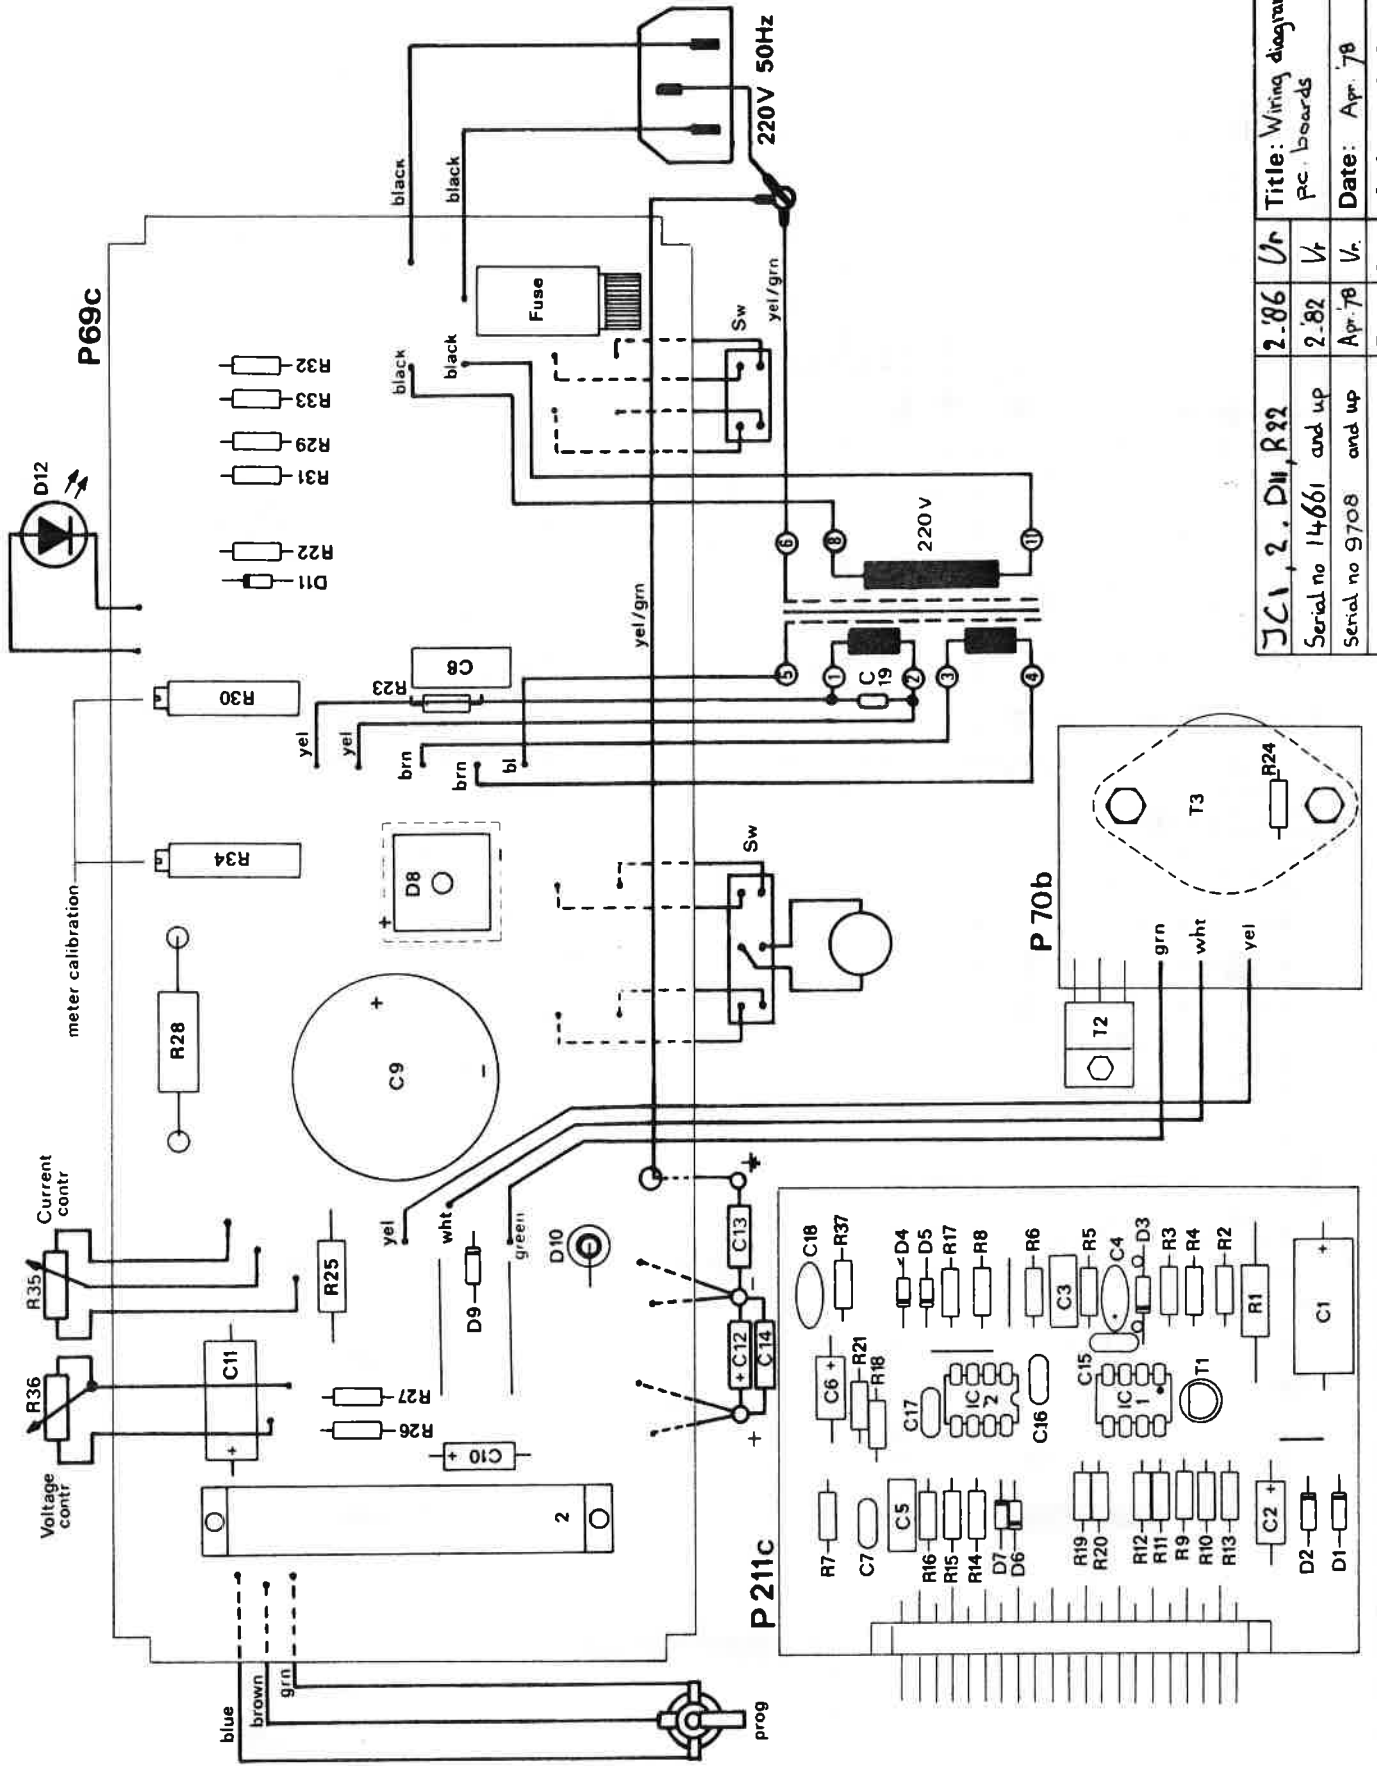 P69c
D12
R32
R33
R29
R31
R22
D11
black
black
Fuse
black
black
220V 50Hz
Sw
yel/grn
yel/grn
meter calibration
R30
R34
R23
C8
yel
yel
brn
brn
bl
D8
+
R28
C9
+
−
220V
6
8
11
5
1
C
19
2
3
4
Sw
Current
contr
R35
Voltage
contr
R36
C11
+
R25
R27
R26
C10
+
D9
D10
yel
wht
green
2
C13
C12
+
C14
+
−
blue
brown
grn
prog
P 70b
T3
R24
T2
grn
wht
yel
P211c
C18
R37
D4
D5
R17
R8
R6
C3
R5
C4
D3
R3
R4
R2
R1
C1
+
C6
+
R21
R18
C17
IC
2
C16
C15
IC
1
T1
R7
C7
C5
R16
R15
R14
D7
D6
R19
R20
R12
R11
R9
R10
R13
C2
+
D2
D1
JC1, 2. D11, R22
2-'86
Vr
Title: Wiring diagram
Serial no 14661 and up
2-'82
Vr
p.c. boards
Serial no 9708 and up
Apr. '78
Vr.
Date: Apr. '78